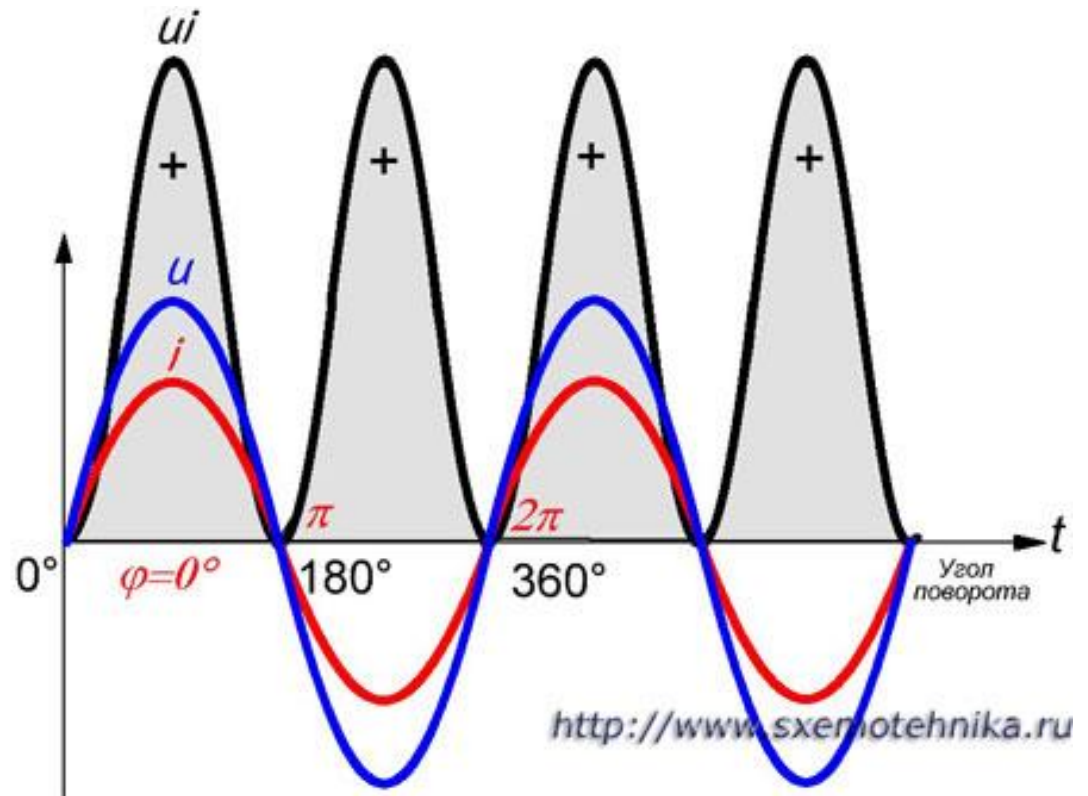 ui
+ + + +
u
i
π 2π
t
0° φ=0° 180° 360°
Угол
поворота
http://www.sxemotehnika.ru